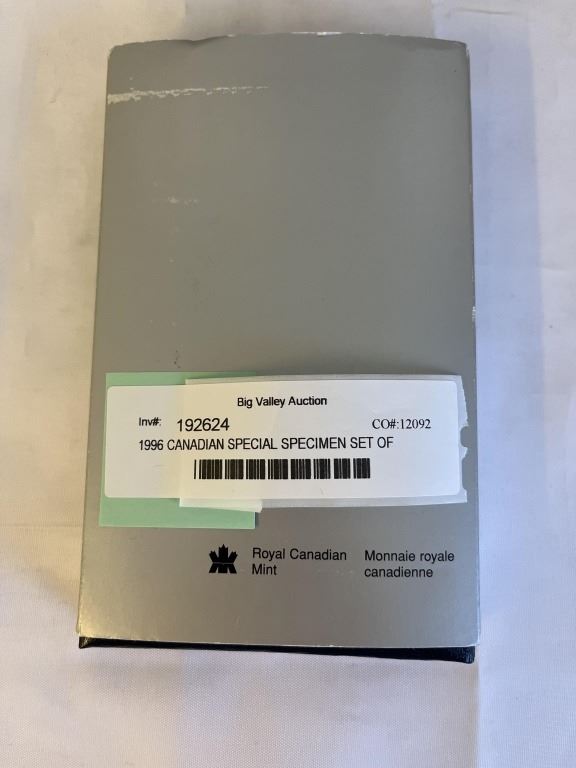 Big Valley Auction
Inv#: 192624 CO#:12092
1996 CANADIAN SPECIAL SPECIMEN SET OF
Royal Canadian Mint
Monnaie royale canadienne